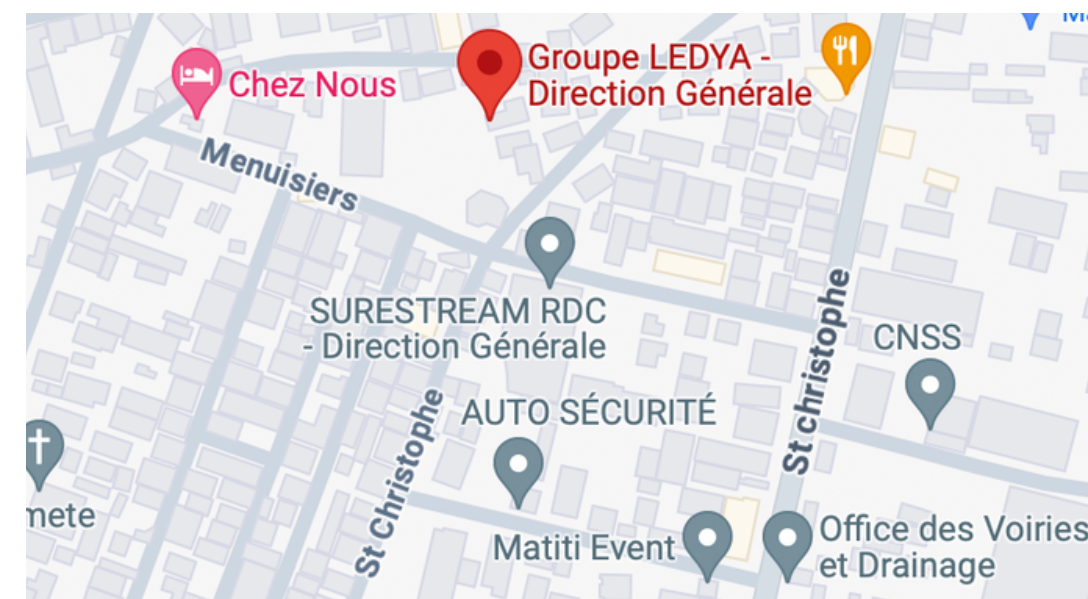 Groupe LEDYA -
Direction Générale
Chez Nous
Menuisiers
SURESTREAM RDC
- Direction Générale
St christophe
CNSS
AUTO SÉCURITÉ
St Christophe
mete
Matiti Event
Office des Voiries
et Drainage